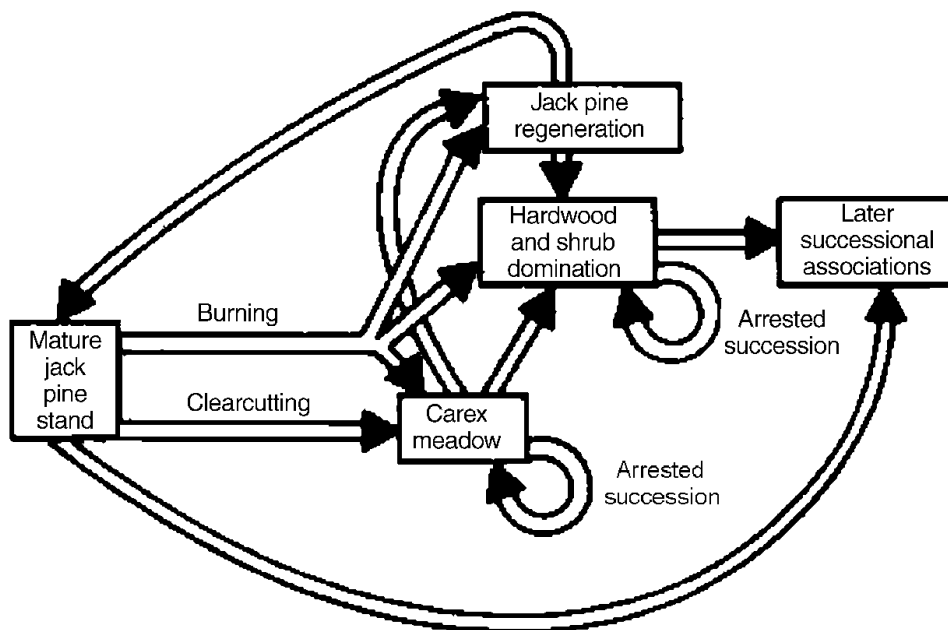 Jack pine
regeneration
Hardwood
and shrub
domination
Later
successional
associations
Burning
Arrested
succession
Mature
jack
pine
stand
Clearcutting
Carex
meadow
Arrested
succession